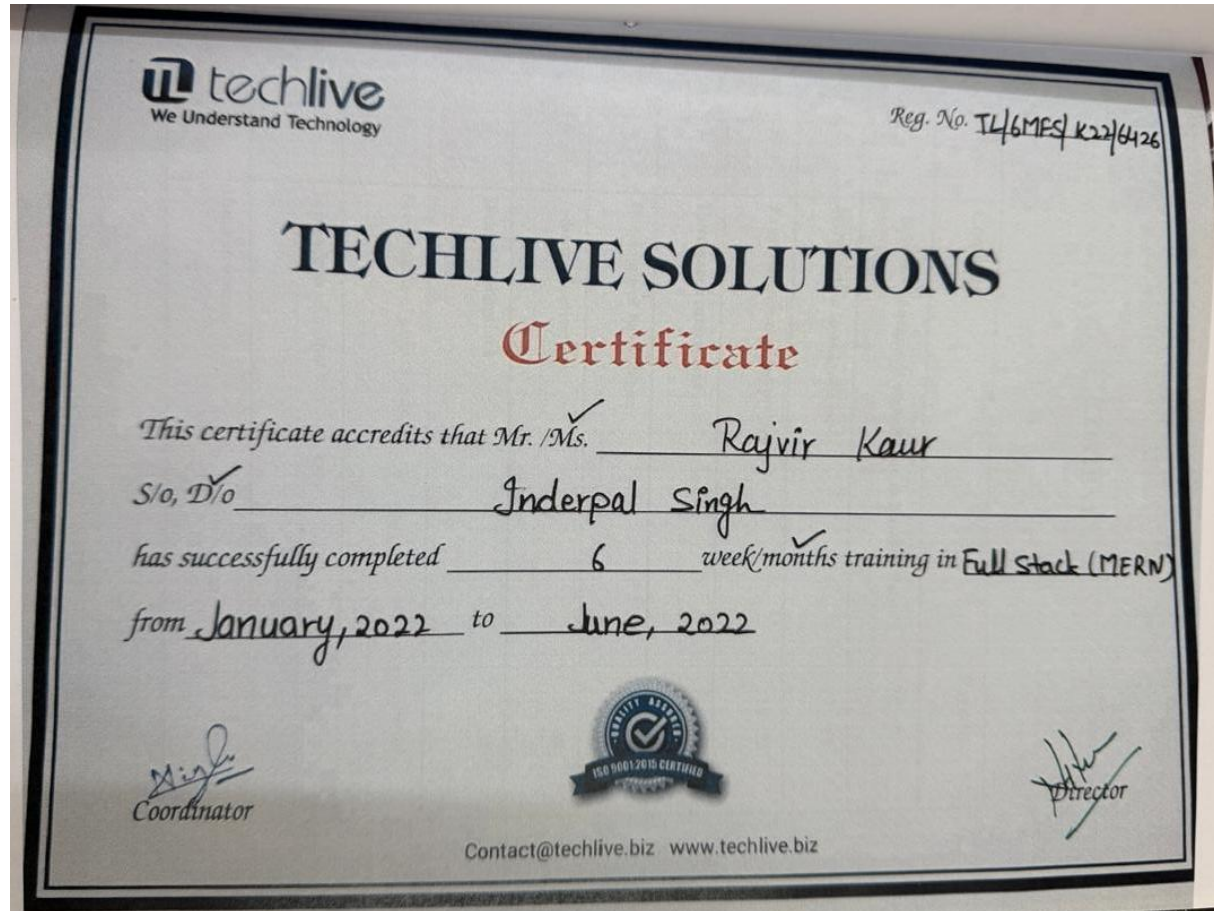 techlive
We Understand Technology
Reg. No. TL/6MFS/K22/6426
TECHLIVE SOLUTIONS
Certificate
This certificate accredits that Mr. /Ms. Rajvir Kaur
S/o, D/o Inderpal Singh
has successfully completed 6 week/months training in Full Stack (MERN)
from January, 2022 to June, 2022
QUALITY ASSURED
ISO 9001:2015 CERTIFIED
Coordinator
Director
Contact@techlive.biz www.techlive.biz